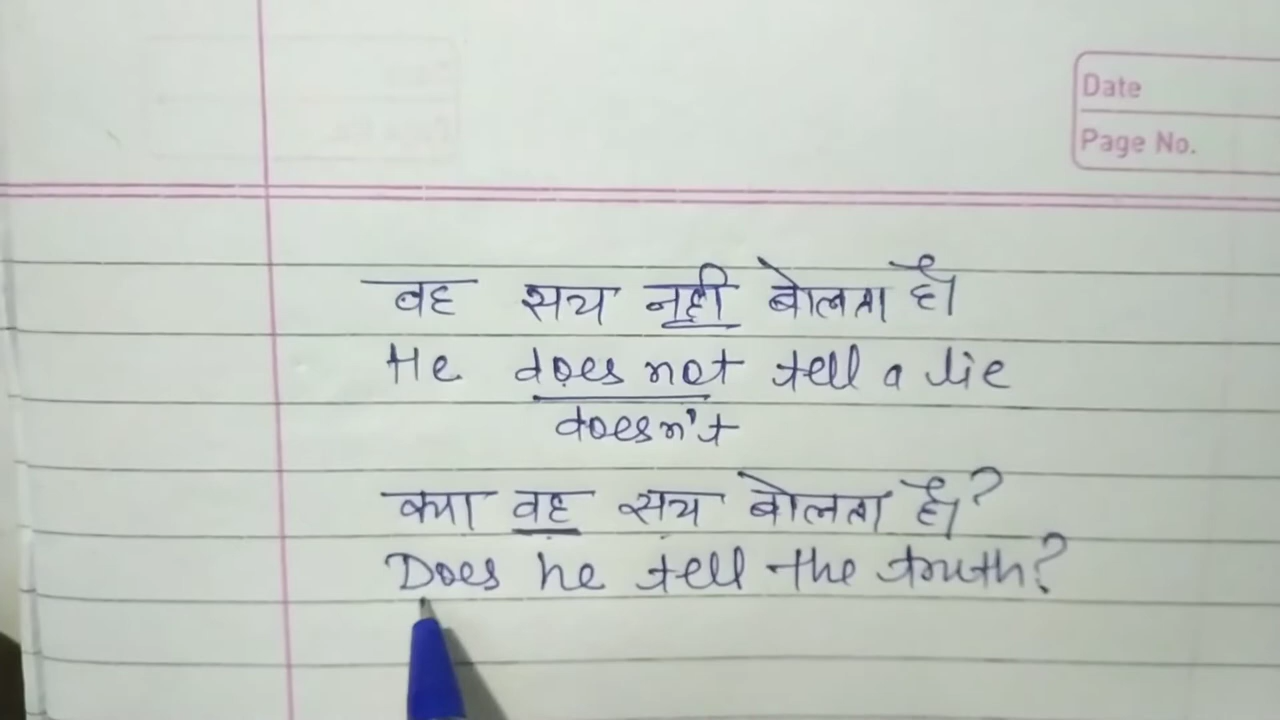 Date
Page No.
वह सच नही बोलता है।
He does not tell a lie
doesn't
क्या वह सच बोलता है?
Does he tell the truth?